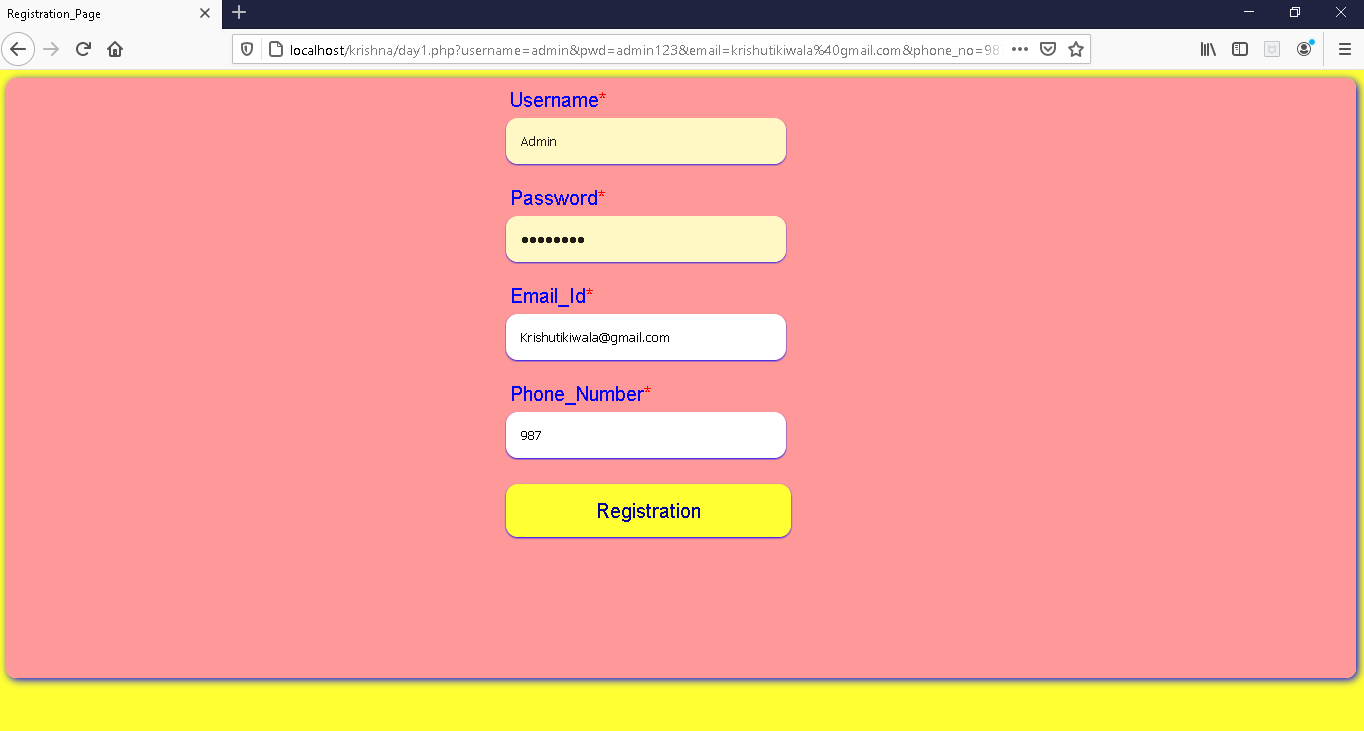 Registration_Page
localhost/krishna/day1.php?username=admin&pwd=admin123&email=krishutikiwala%40gmail.com&phone_no=98
Username*
Admin
Password*
••••••••
Email_Id*
Krishutikiwala@gmail.com
Phone_Number*
987
Registration